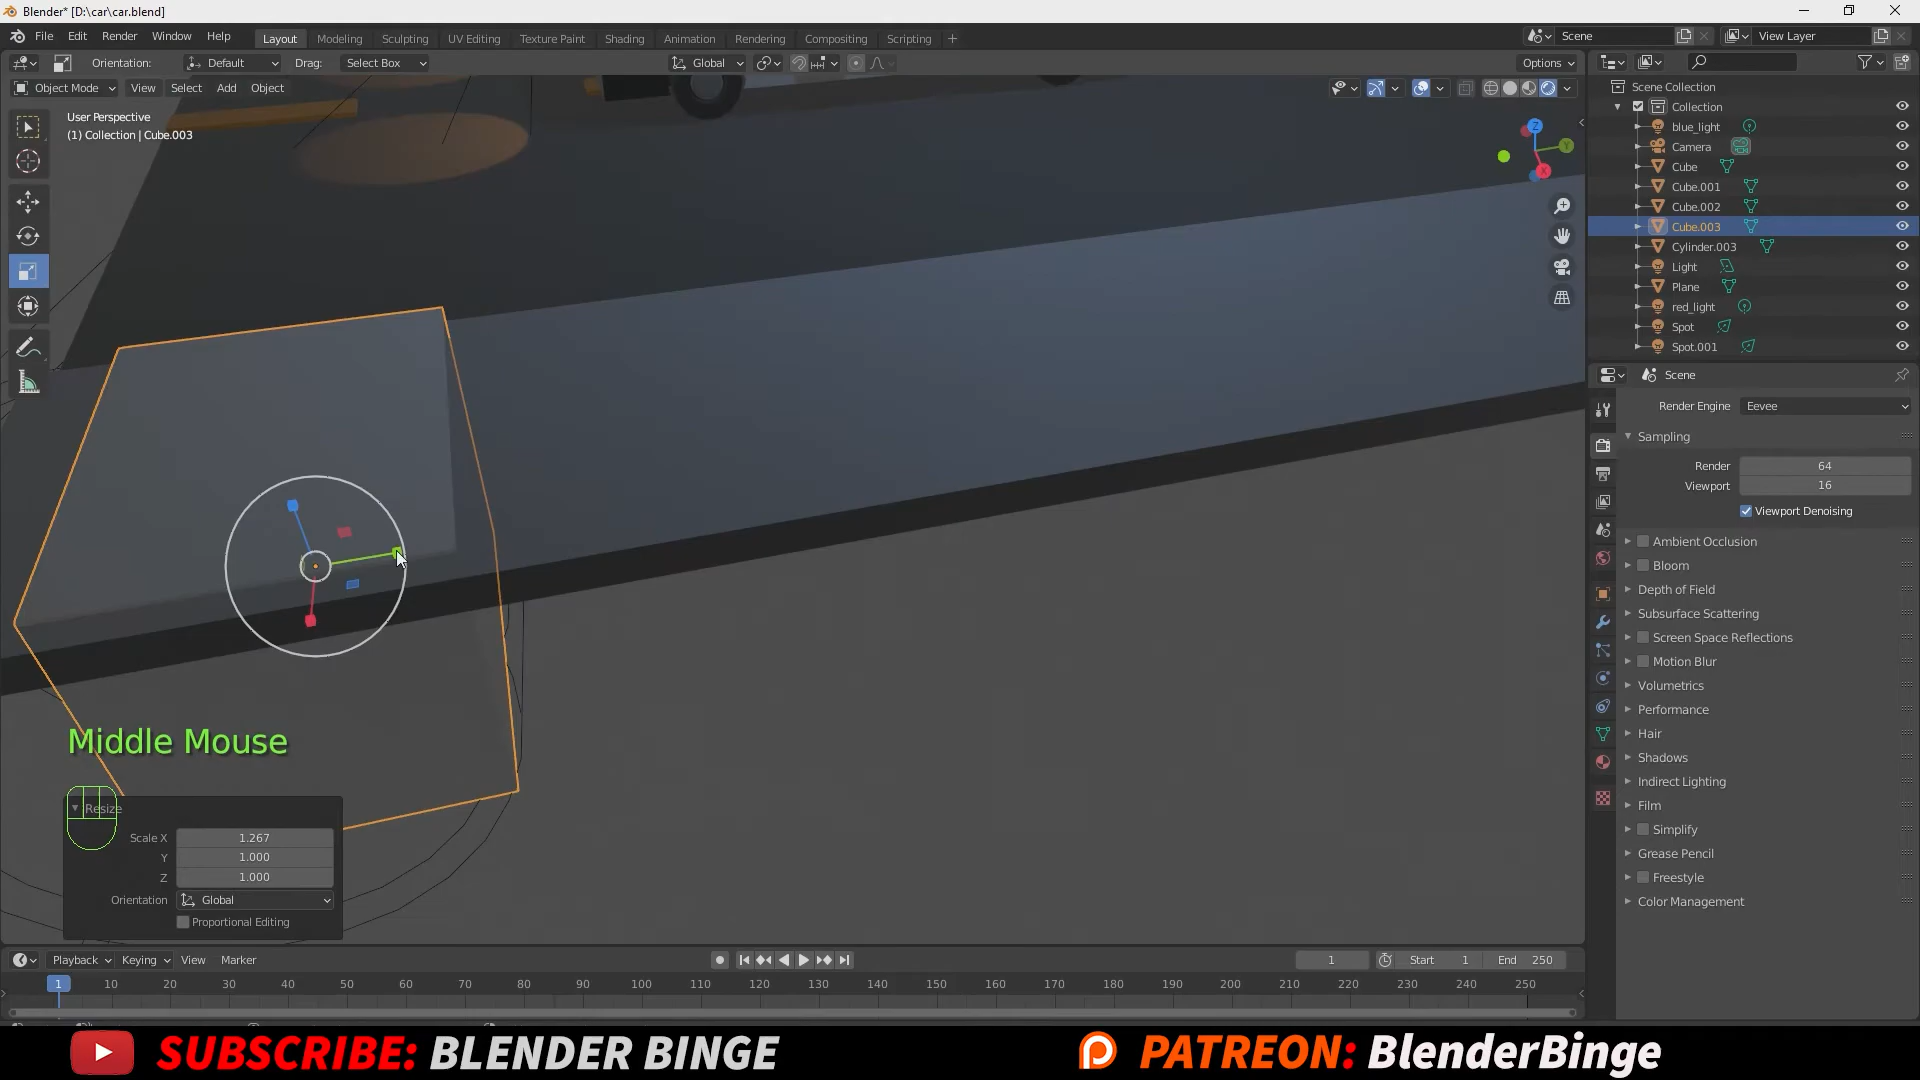 Blender* [D:\car\car.blend]
File Edit Render Window Help
Layout Modeling Sculpting UV Editing Texture Paint Shading Animation Rendering Compositing Scripting
Scene
View Layer
Orientation: Default Drag: Select Box
Global
Options
Object Mode View Select Add Object
User Perspective
(1) Collection | Cube.003
Z
Y
X
Scene Collection
Collection
blue_light
Camera
Cube
Cube.001
Cube.002
Cube.003
Cylinder.003
Light
Plane
red_light
Spot
Spot.001
Scene
Render Engine Eevee
Sampling
Render 64
Viewport 16
Viewport Denoising
Ambient Occlusion
Bloom
Depth of Field
Subsurface Scattering
Screen Space Reflections
Motion Blur
Volumetrics
Performance
Hair
Shadows
Indirect Lighting
Film
Simplify
Grease Pencil
Freestyle
Color Management
Middle Mouse
Resize
Scale X 1.267
Y 1.000
Z 1.000
Orientation Global
Proportional Editing
Playback Keying View Marker
1 Start 1 End 250
1 10 20 30 40 50 60 70 80 90 100 110 120 130 140 150 160 170 180 190 200 210 220 230 240 250
SUBSCRIBE: BLENDER BINGE
PATREON: BlenderBinge